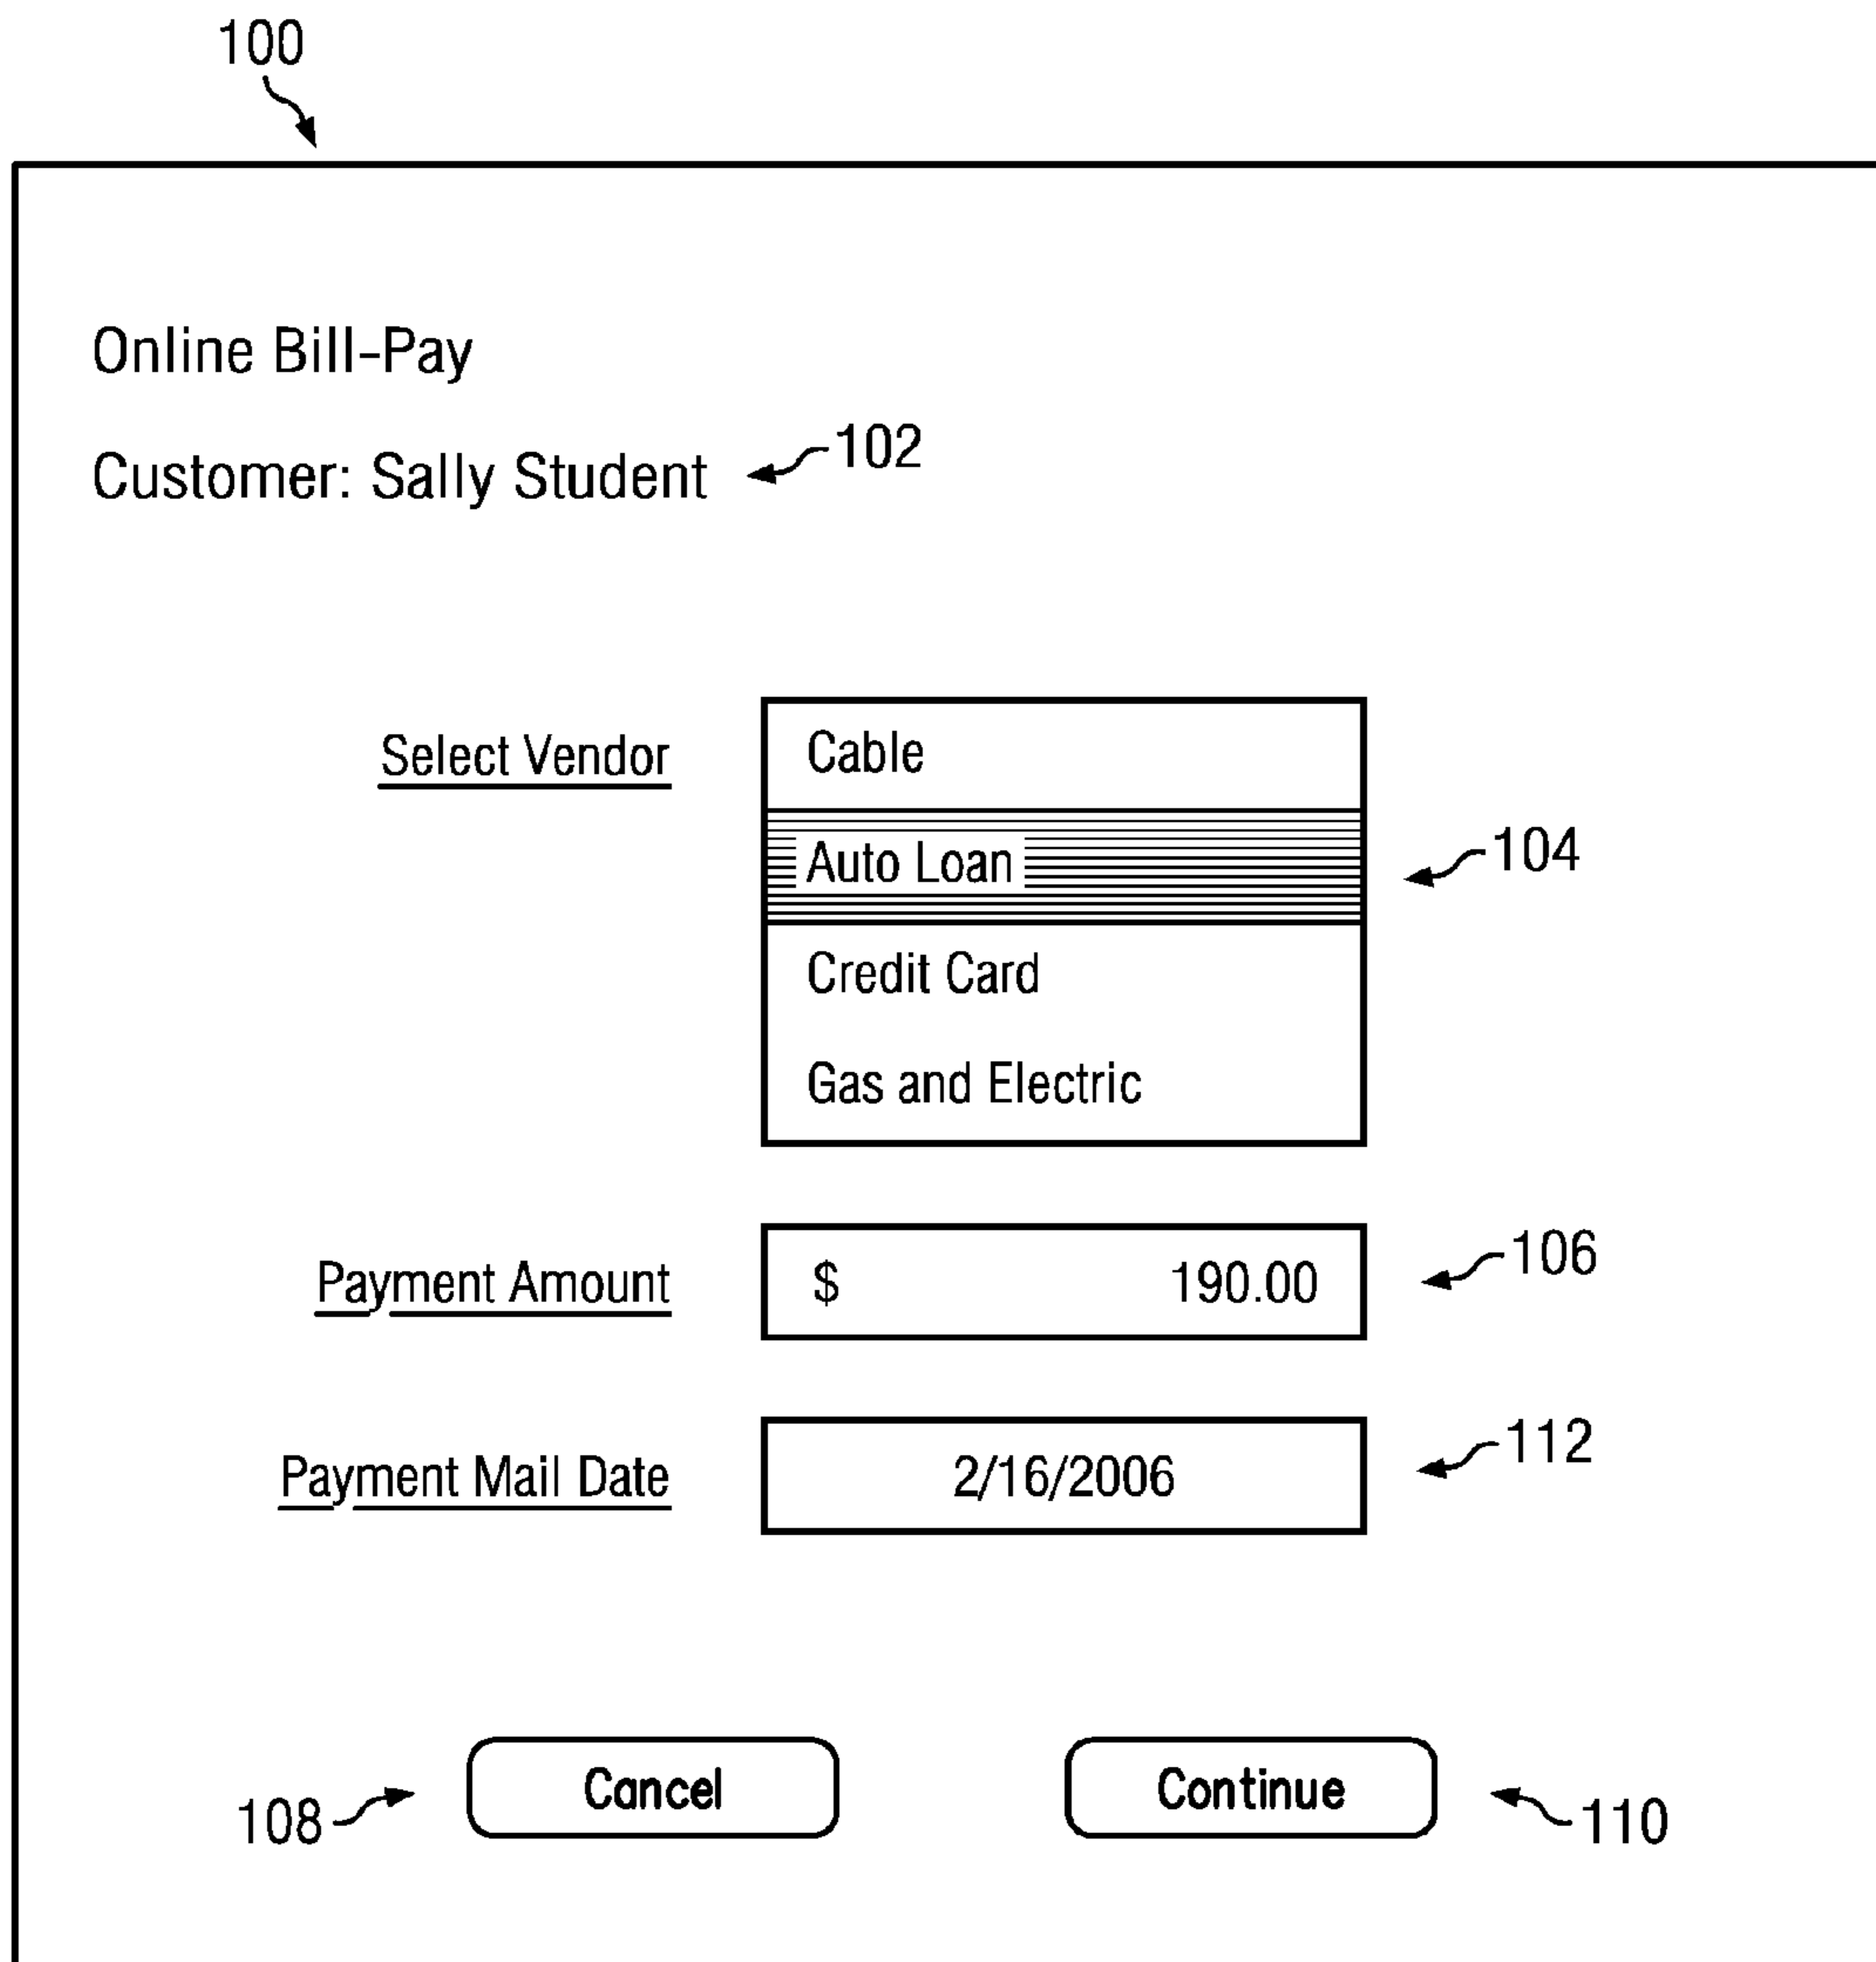 100
Online Bill-Pay
Customer: Sally Student 102
Select Vendor Cable
Auto Loan 104
Credit Card
Gas and Electric
Payment Amount $ 190.00 106
Payment Mail Date 2/16/2006 112
108 Cancel Continue 110